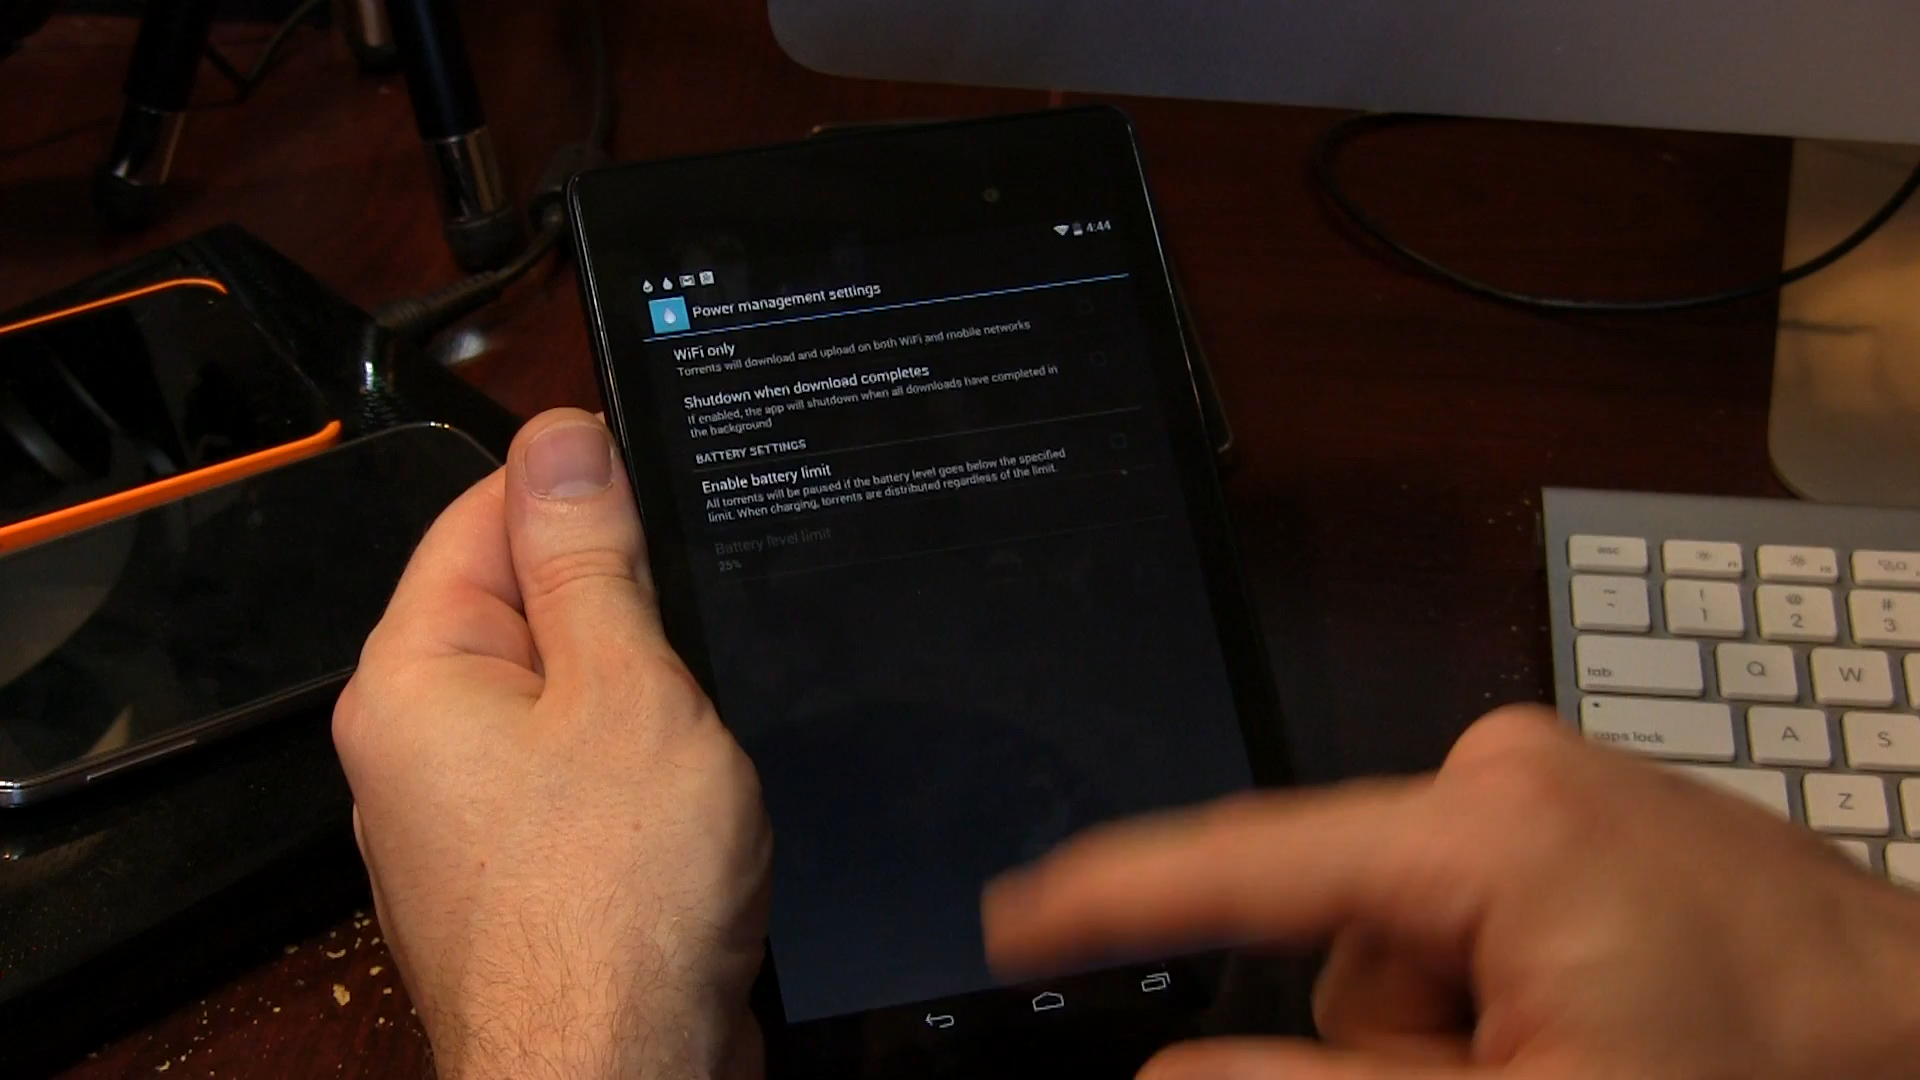 4:44
Power management settings
WiFi only
Torrents will download and upload on both WiFi and mobile networks
Shutdown when download completes
If enabled, the app will shutdown when all downloads have completed in
the background
BATTERY SETTINGS
Enable battery limit
All torrents will be paused if the battery level goes below the specified
limit. When charging, torrents are distributed regardless of the limit.
Battery level limit
25%
esc
~
! 1
@ 2
# 3
tab
Q
W
caps lock
A
S
Z